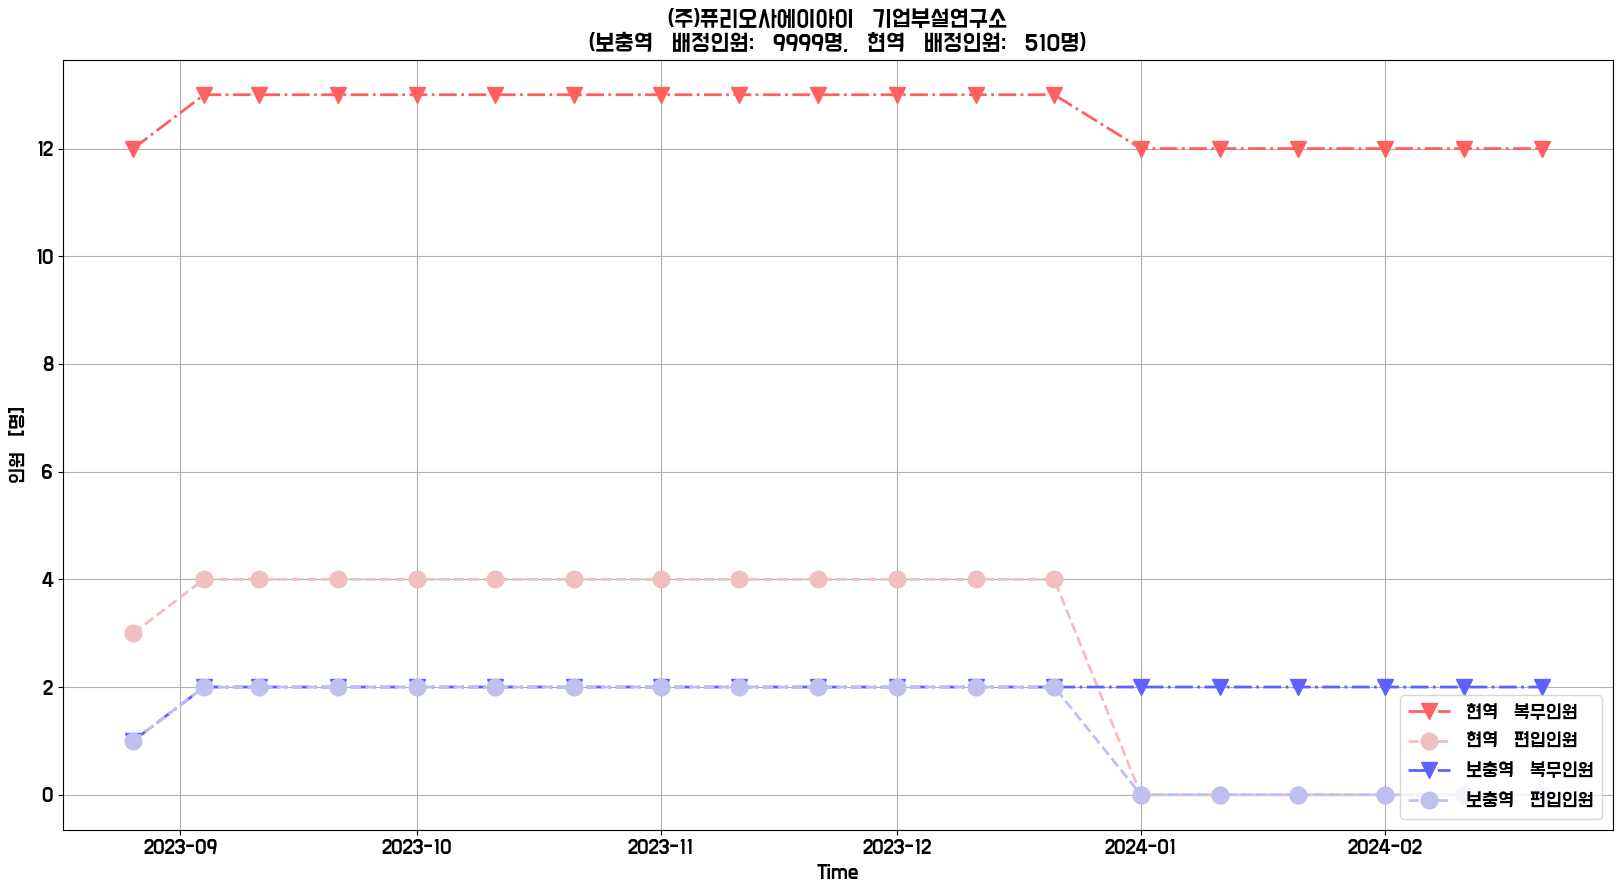 (주)퓨리오사에이아이 기업부설연구소
(보충역 배정인원: 9999명, 현역 배정인원: 510명)
12
10
8
6
4
2
0
인원 [명]
2023-09 2023-10 2023-11 2023-12 2024-01 2024-02
Time
현역 복무인원
현역 편입인원
보충역 복무인원
보충역 편입인원